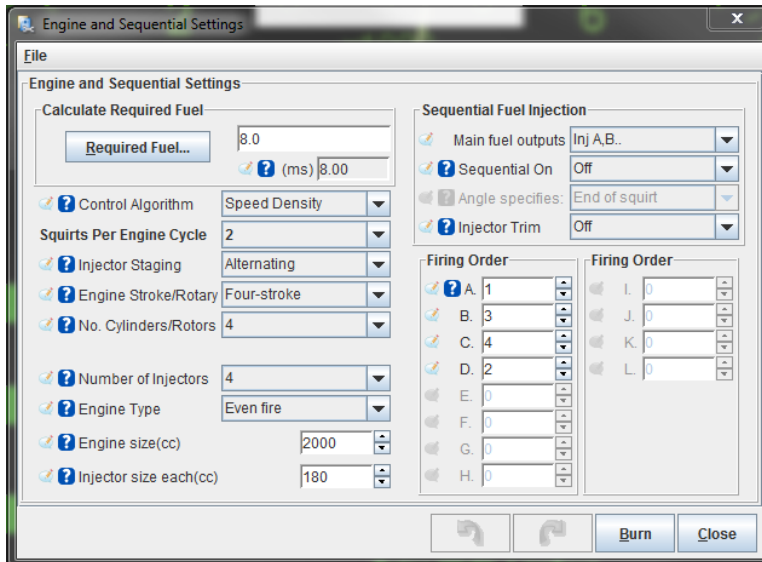 Engine and Sequential Settings
x
File
Engine and Sequential Settings
Calculate Required Fuel
Required Fuel...
8.0
? (ms) 8.00
? Control Algorithm Speed Density
Squirts Per Engine Cycle 2
? Injector Staging Alternating
? Engine Stroke/Rotary Four-stroke
? No. Cylinders/Rotors 4
? Number of Injectors 4
? Engine Type Even fire
? Engine size(cc) 2000
? Injector size each(cc) 180
Sequential Fuel Injection
Main fuel outputs Inj A,B..
? Sequential On Off
? Angle specifies: End of squirt
? Injector Trim Off
Firing Order
? A. 1
B. 3
C. 4
D. 2
E. 0
F. 0
G. 0
H. 0
Firing Order
I. 0
J. 0
K. 0
L. 0
Burn
Close